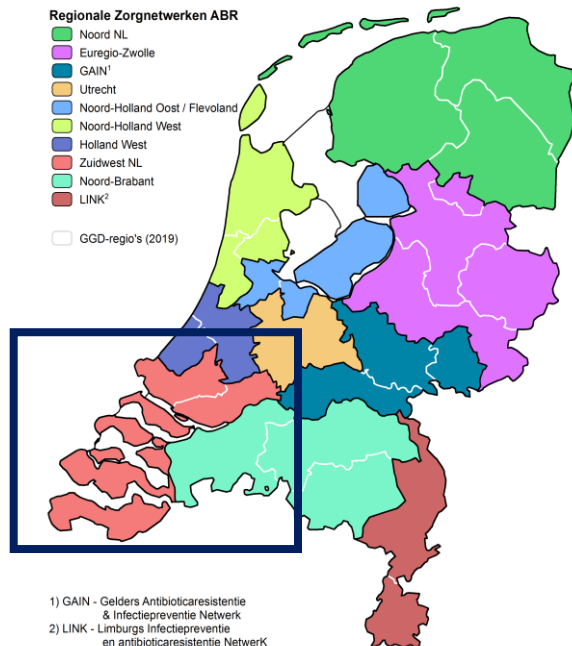 Regionale Zorgnetwerken ABR
Noord NL
Euregio-Zwolle
GAIN¹
Utrecht
Noord-Holland Oost / Flevoland
Noord-Holland West
Holland West
Zuidwest NL
Noord-Brabant
LINK²
GGD-regio's (2019)
1) GAIN - Gelders Antibioticaresistentie
& Infectiepreventie Netwerk
2) LINK - Limburgs Infectiepreventie
en antibioticaresistentie NetwerK